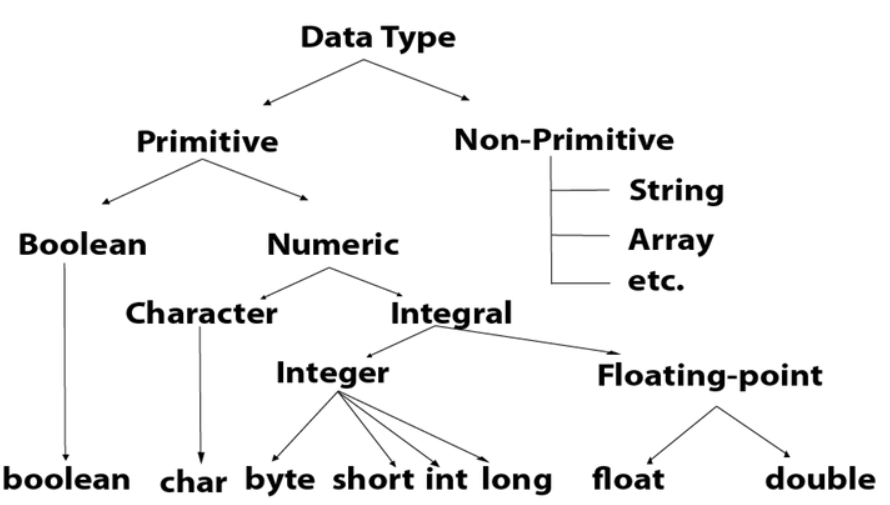 Data Type
Primitive
Non-Primitive
String
Boolean
Numeric
Array
etc.
Character
Integral
Integer
Floating-point
boolean
char
byte
short
int
long
float
double